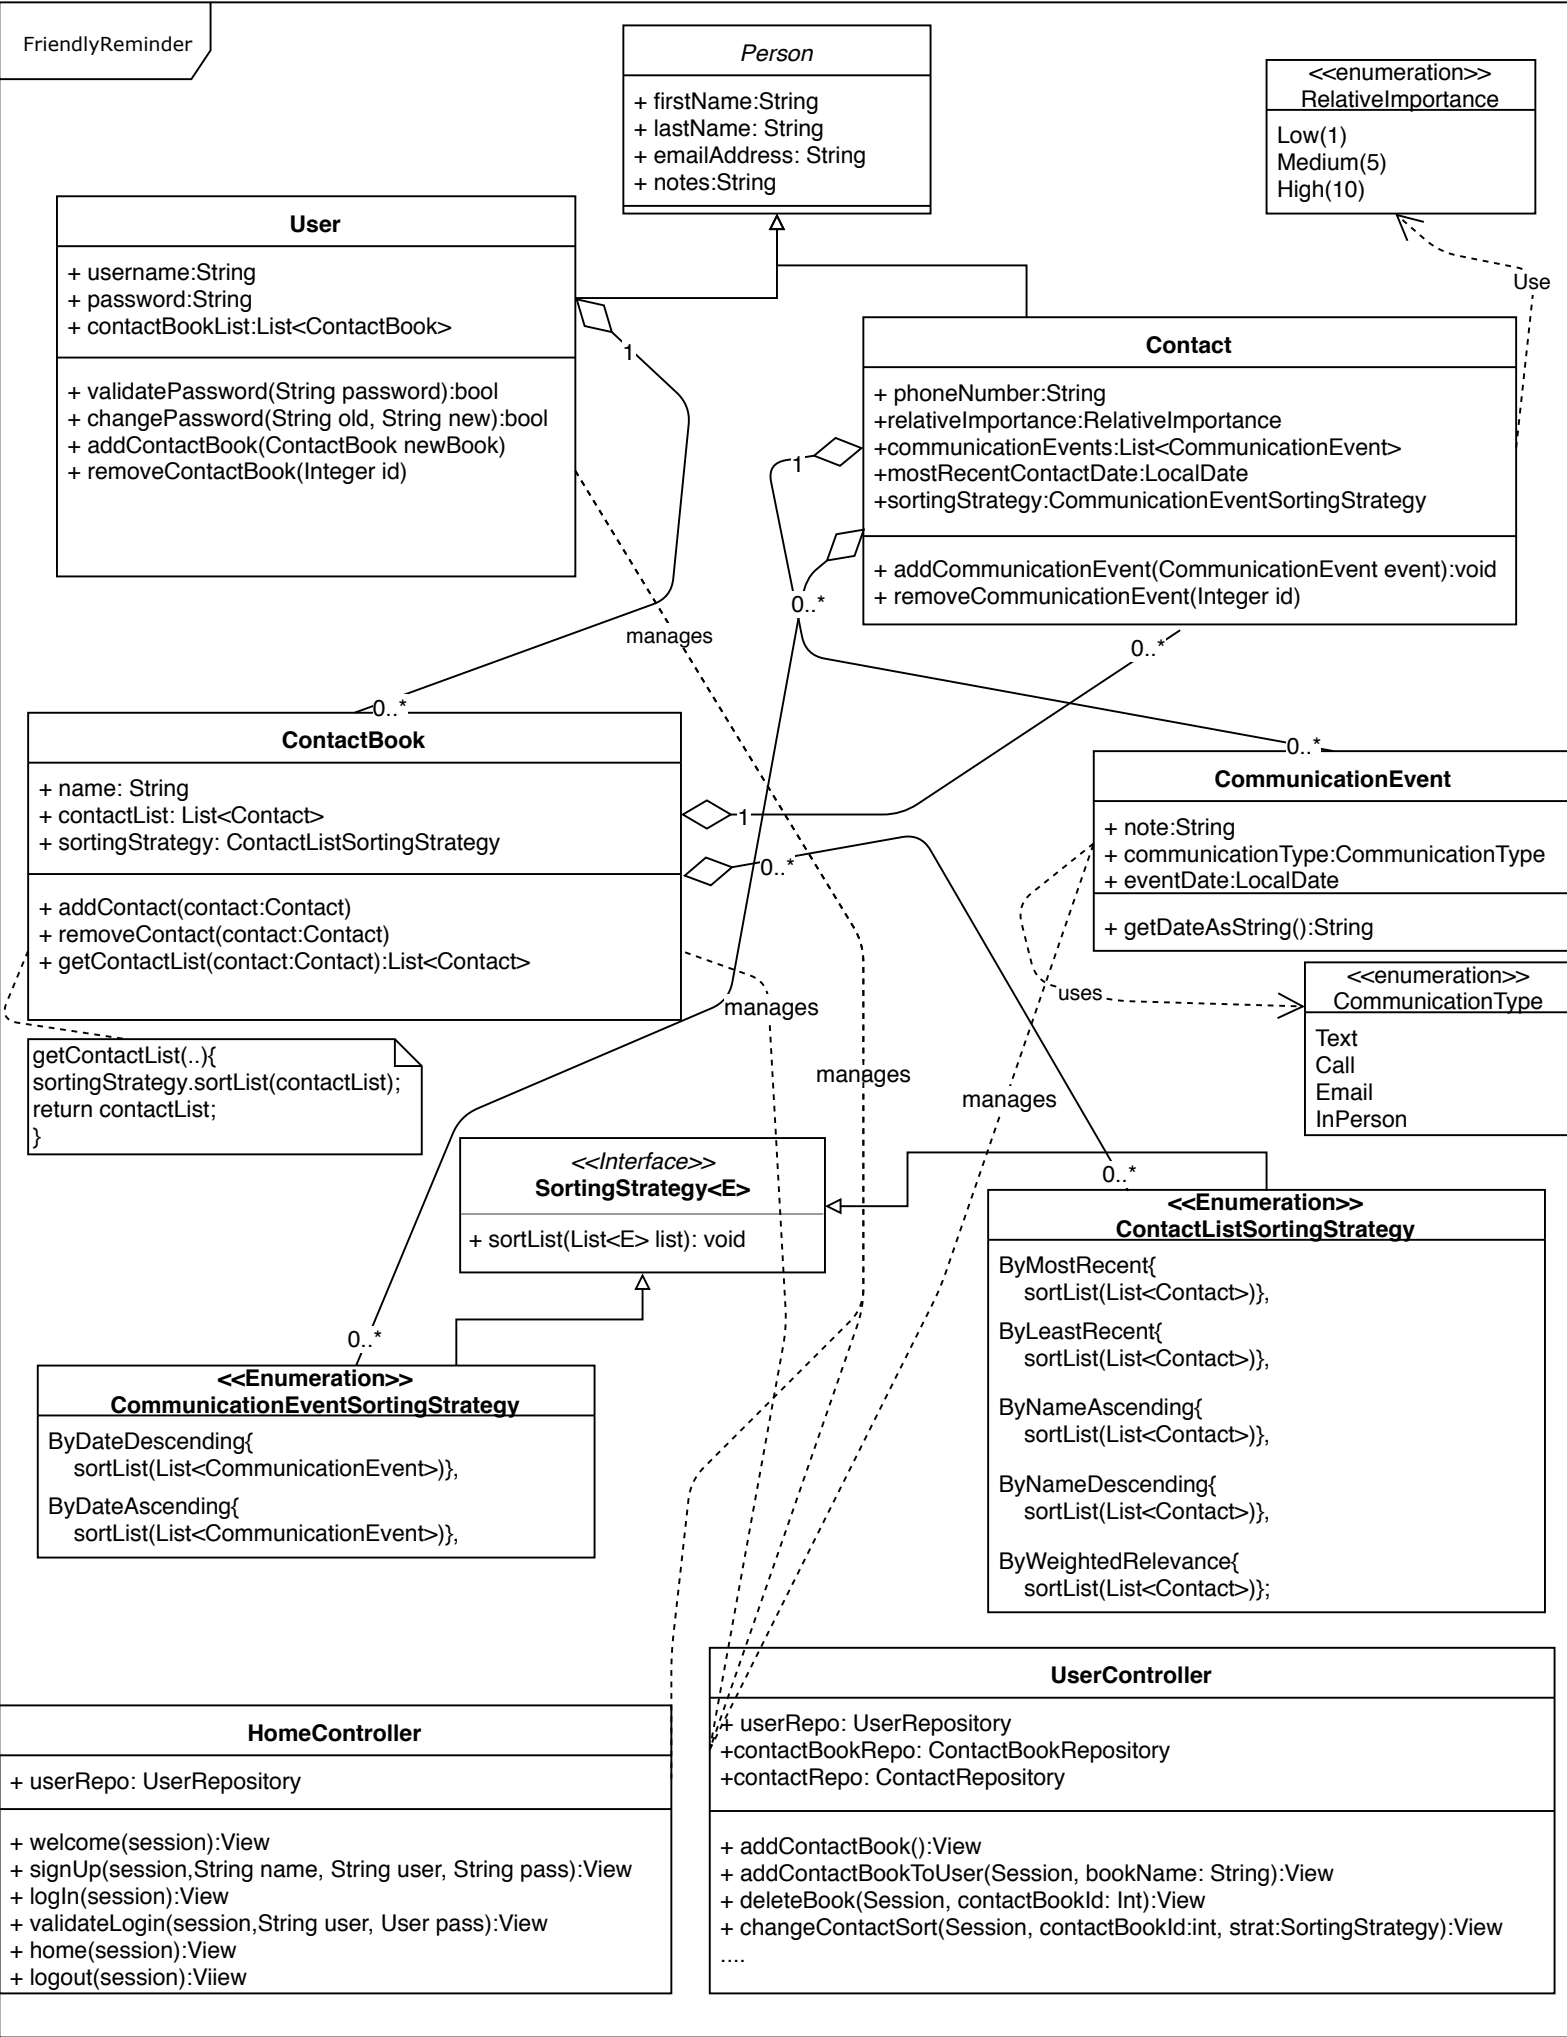 FriendlyReminder
Person
+ firstName:String
+ lastName: String
+ emailAddress: String
+ notes:String
<<enumeration>>
RelativeImportance
Low(1)
Medium(5)
High(10)
Use
User
+ username:String
+ password:String
+ contactBookList:List<ContactBook>
+ validatePassword(String password):bool
+ changePassword(String old, String new):bool
+ addContactBook(ContactBook newBook)
+ removeContactBook(Integer id)
1
Contact
+ phoneNumber:String
+relativeImportance:RelativeImportance
+communicationEvents:List<CommunicationEvent>
+mostRecentContactDate:LocalDate
+sortingStrategy:CommunicationEventSortingStrategy
+ addCommunicationEvent(CommunicationEvent event):void
+ removeCommunicationEvent(Integer id)
1
0..*
manages
0..*
0..*
0..*
ContactBook
+ name: String
+ contactList: List<Contact>
+ sortingStrategy: ContactListSortingStrategy
+ addContact(contact:Contact)
+ removeContact(contact:Contact)
+ getContactList(contact:Contact):List<Contact>
1
0..*
CommunicationEvent
+ note:String
+ communicationType:CommunicationType
+ eventDate:LocalDate
+ getDateAsString():String
uses
<<enumeration>>
CommunicationType
Text
Call
Email
InPerson
manages
manages
manages
getContactList(..){
sortingStrategy.sortList(contactList);
return contactList;
}
<<Interface>>
SortingStrategy<E>
+ sortList(List<E> list): void
0..*
<<Enumeration>>
ContactListSortingStrategy
ByMostRecent{
sortList(List<Contact>)},
ByLeastRecent{
sortList(List<Contact>)},
ByNameAscending{
sortList(List<Contact>)},
ByNameDescending{
sortList(List<Contact>)},
ByWeightedRelevance{
sortList(List<Contact>)};
0..*
<<Enumeration>>
CommunicationEventSortingStrategy
ByDateDescending{
sortList(List<CommunicationEvent>)},
ByDateAscending{
sortList(List<CommunicationEvent>)},
HomeController
+ userRepo: UserRepository
+ welcome(session):View
+ signUp(session,String name, String user, String pass):View
+ logIn(session):View
+ validateLogin(session,String user, User pass):View
+ home(session):View
+ logout(session):Viiew
UserController
+ userRepo: UserRepository
+contactBookRepo: ContactBookRepository
+contactRepo: ContactRepository
+ addContactBook():View
+ addContactBookToUser(Session, bookName: String):View
+ deleteBook(Session, contactBookId: Int):View
+ changeContactSort(Session, contactBookId:int, strat:SortingStrategy):View
....